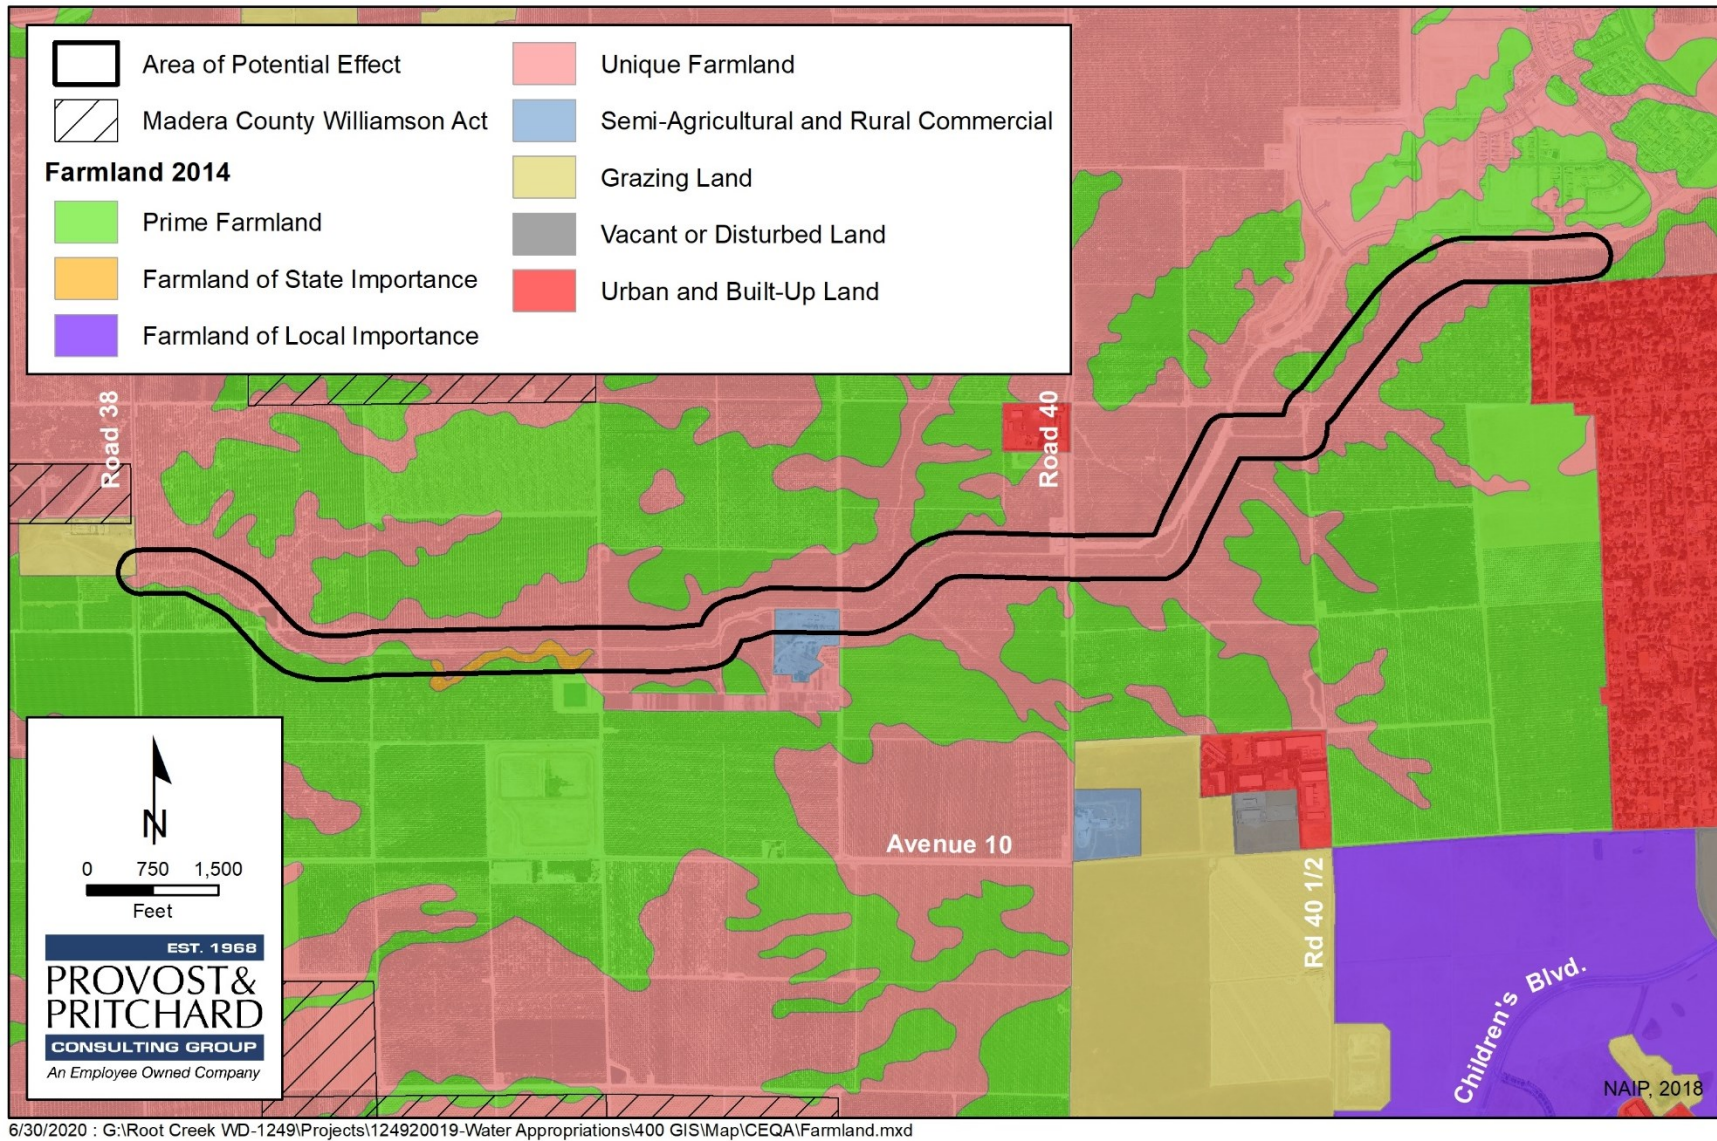 Area of Potential Effect
Madera County Williamson Act
Farmland 2014
Prime Farmland
Farmland of State Importance
Farmland of Local Importance
Unique Farmland
Semi-Agricultural and Rural Commercial
Grazing Land
Vacant or Disturbed Land
Urban and Built-Up Land
Road 38
Road 40
Avenue 10
Rd 40 1/2
Children's Blvd.
N
0 750 1,500
Feet
EST. 1968
PROVOST&
PRITCHARD
CONSULTING GROUP
An Employee Owned Company
NAIP, 2018
6/30/2020 : G:\Root Creek WD-1249\Projects\124920019-Water Appropriations\400 GIS\Map\CEQA\Farmland.mxd